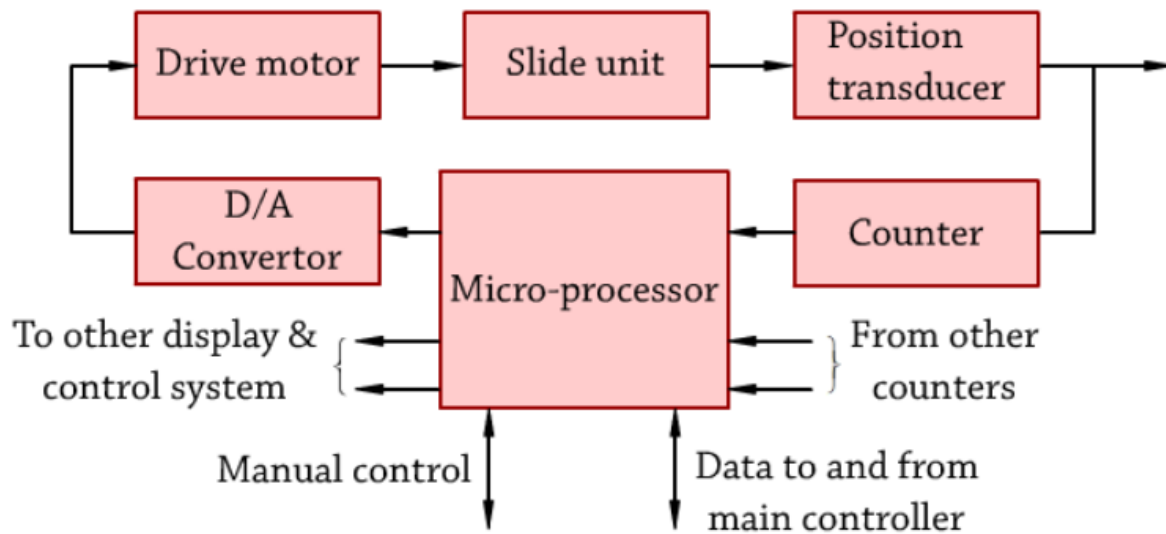 Drive motor
Slide unit
Position
transducer
D/A
Convertor
Micro-processor
Counter
To other display &
control system
From other
counters
Manual control
Data to and from
main controller